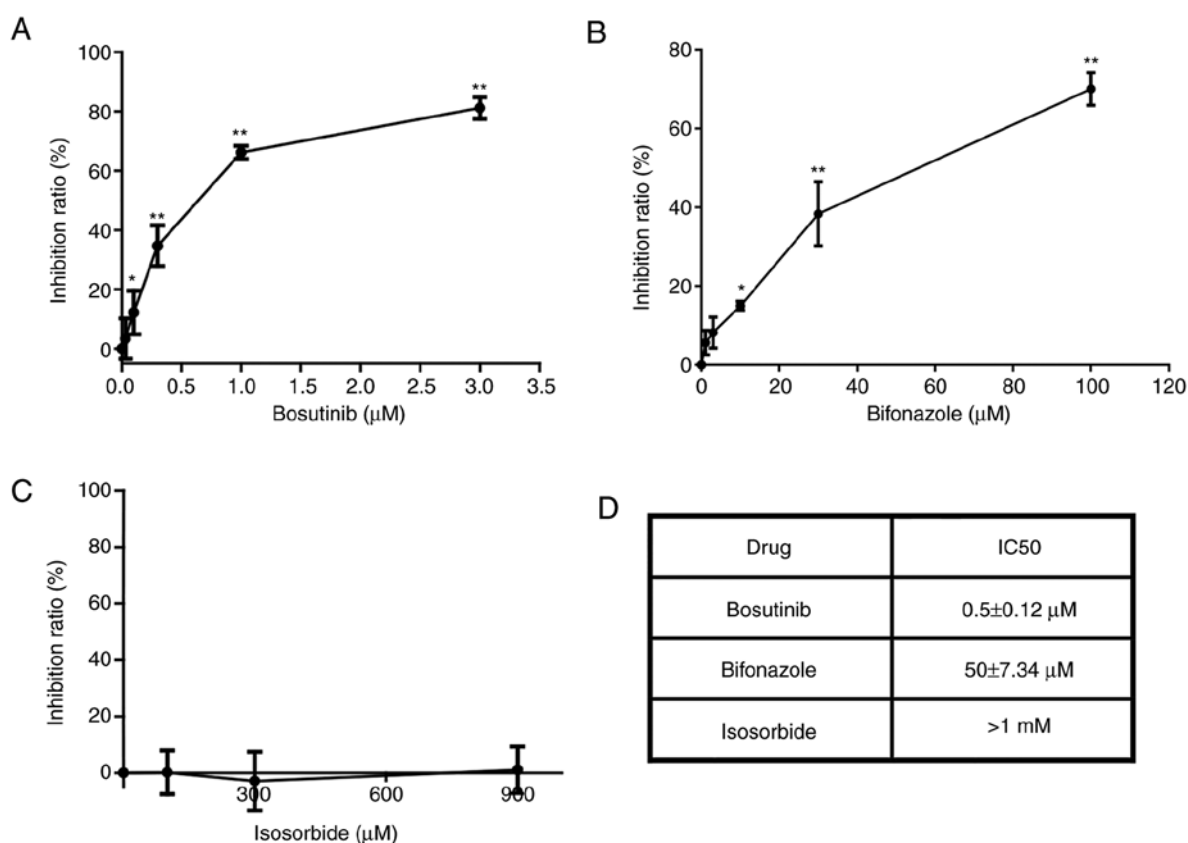 A
Inhibition ratio (%)
100
80
60
40
20
0
*
**
**
**
0.0 0.5 1.0 1.5 2.0 2.5 3.0 3.5
Bosutinib (μM)
B
Inhibition ratio (%)
80
60
40
20
0
*
**
**
0 20 40 60 80 100 120
Bifonazole (μM)
C
Inhibition ratio (%)
100
80
60
40
20
0
300 600 900
Isosorbide (μM)
D
Drug IC50
Bosutinib 0.5±0.12 μM
Bifonazole 50±7.34 μM
Isosorbide >1 mM